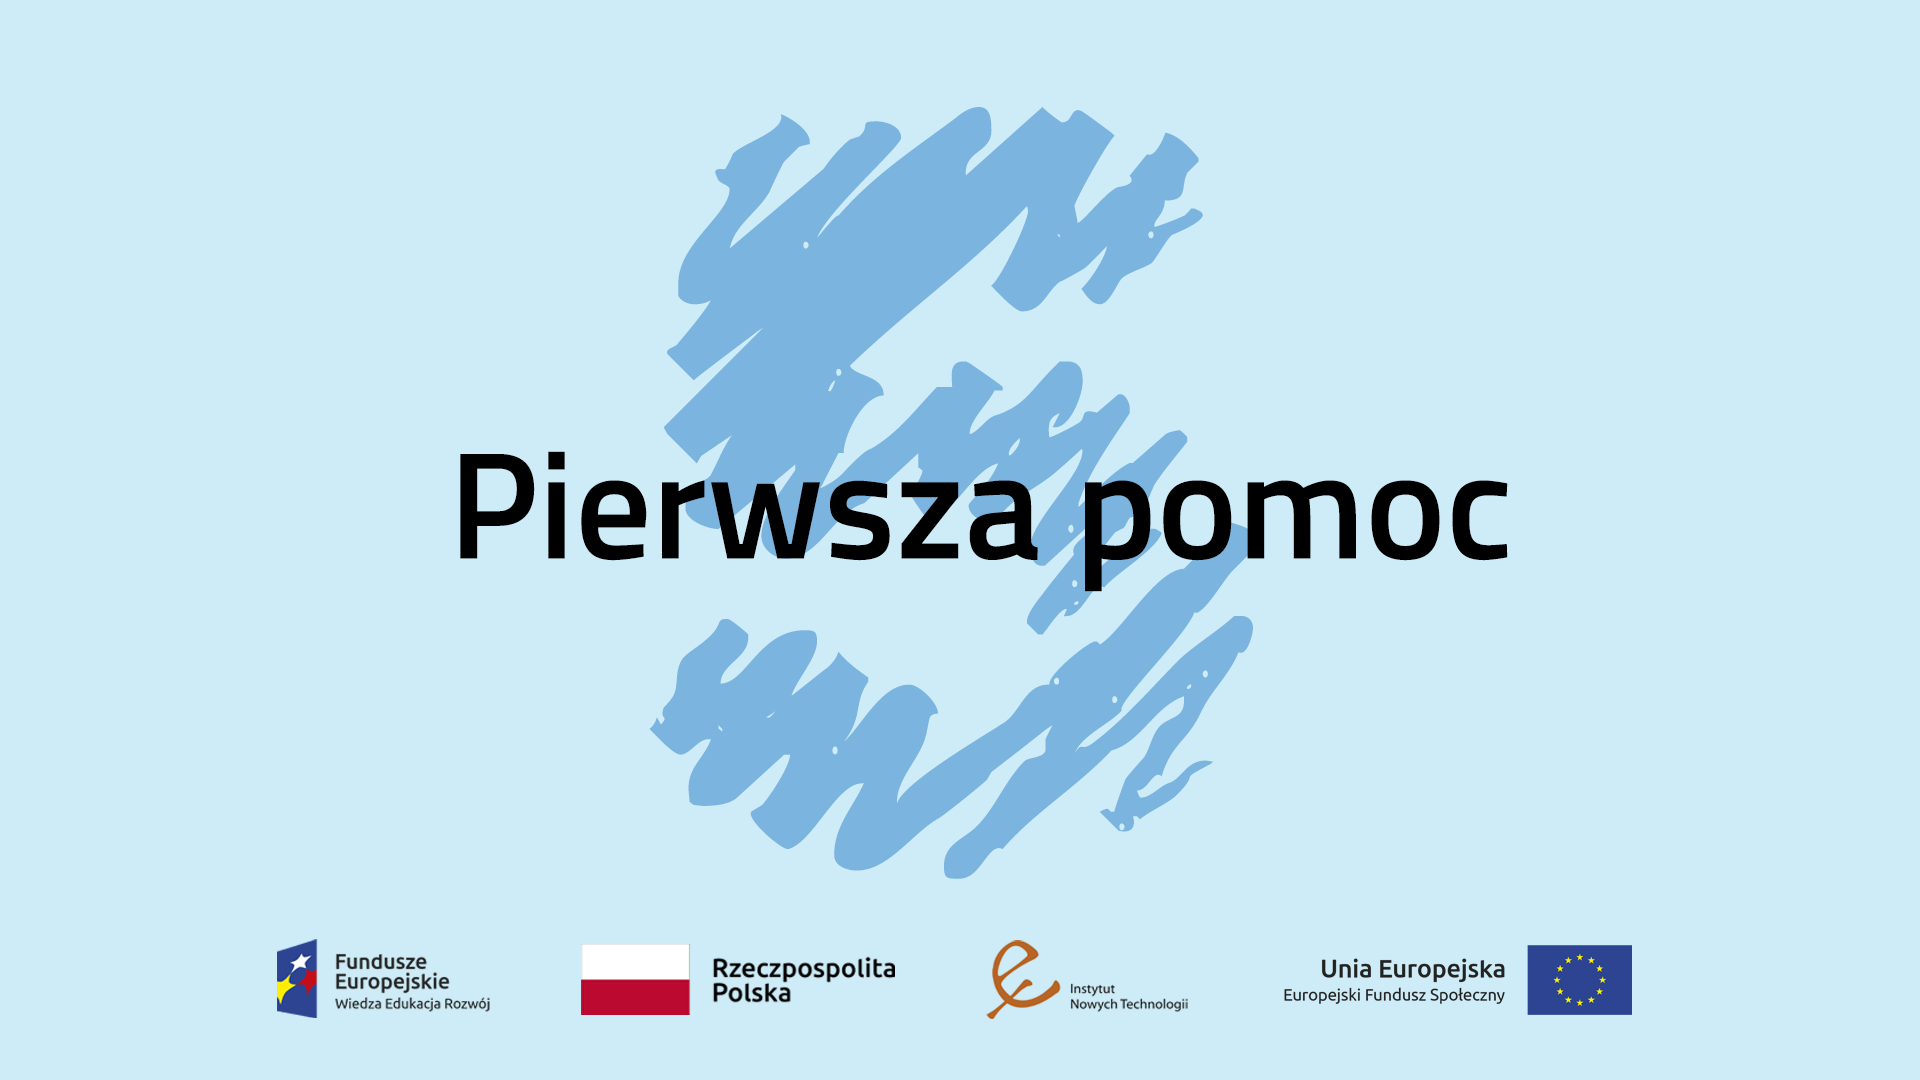 Pierwsza pomoc
Fundusze
Europejskie
Wiedza Edukacja Rozwój
Rzeczpospolita
Polska
Instytut
Nowych Technologii
Unia Europejska
Europejski Fundusz Społeczny